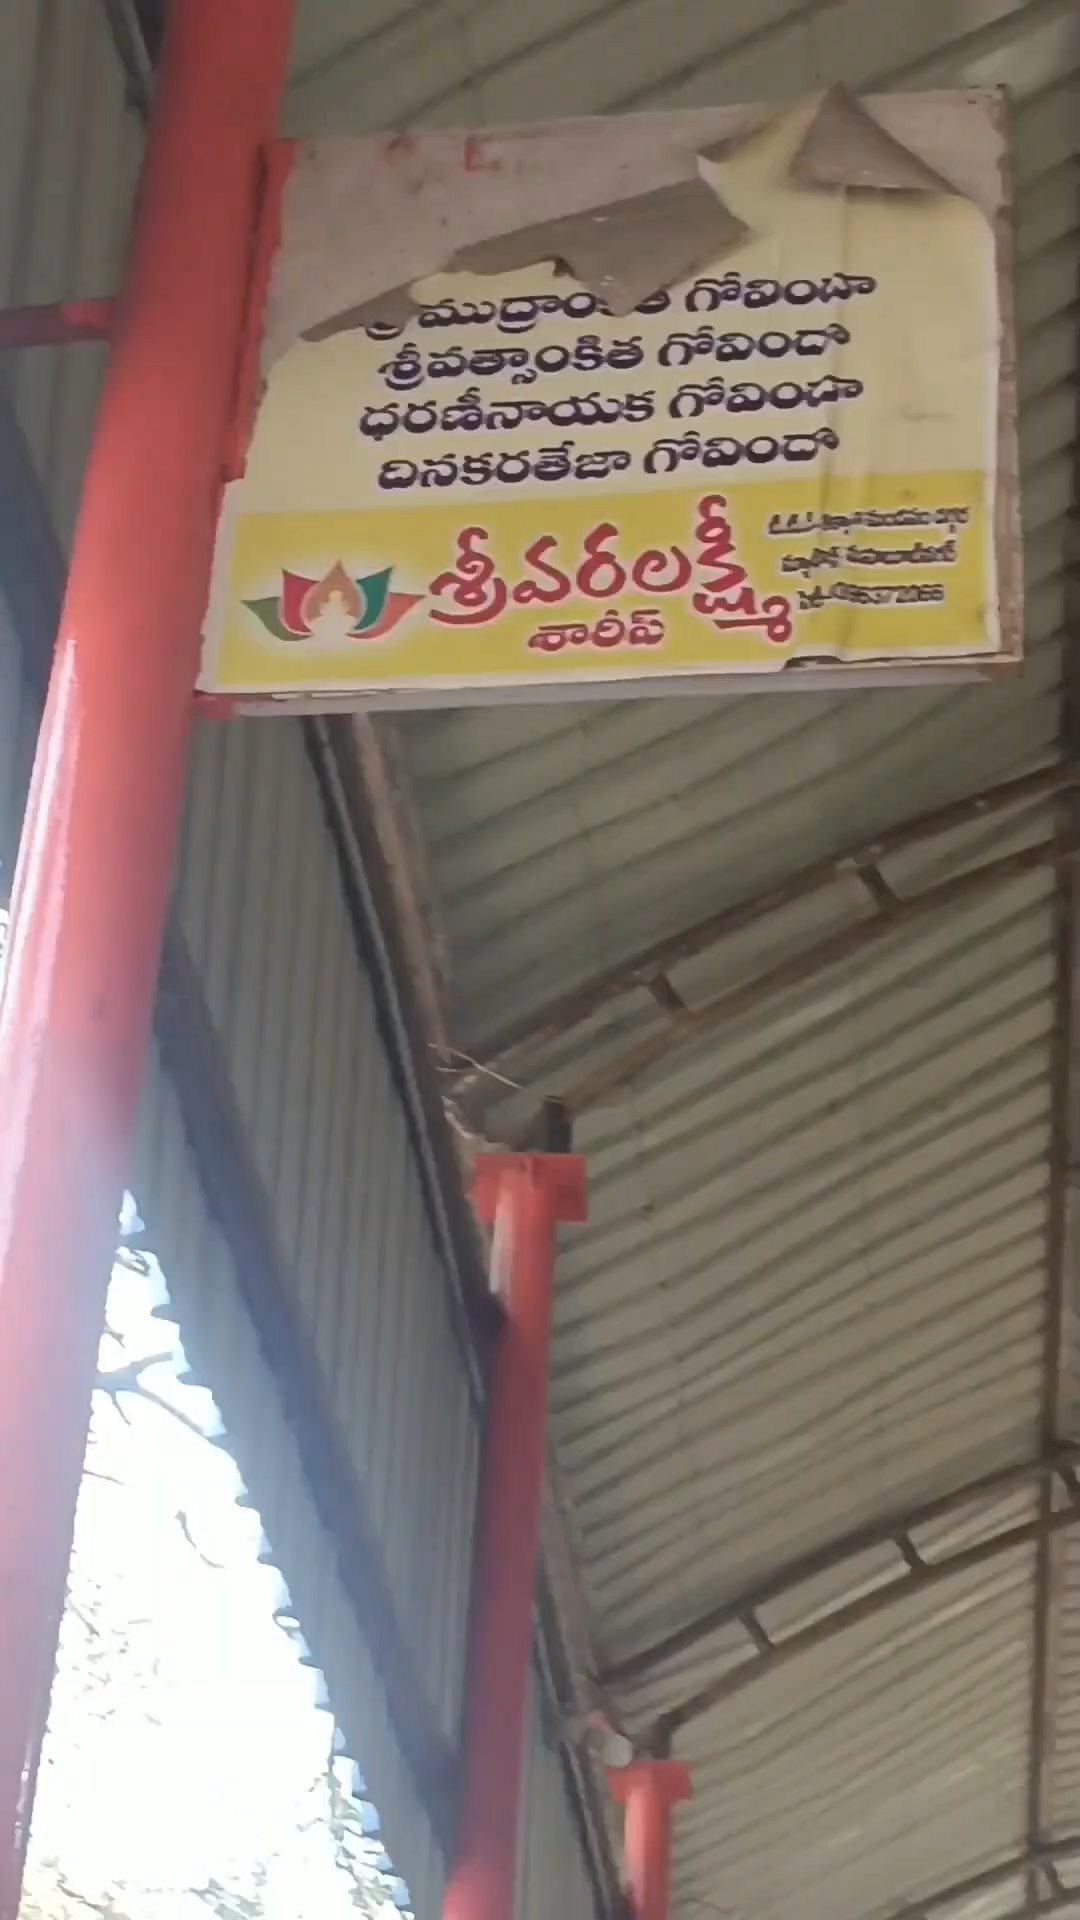 శ్రీ ముద్రాంకిత గోవిందా
శ్రీవత్సాంకిత గోవిందా
ధరణీనాయక గోవిందా
దినకరతేజా గోవిందా
శ్రీవరలక్ష్మీ
శారీస్